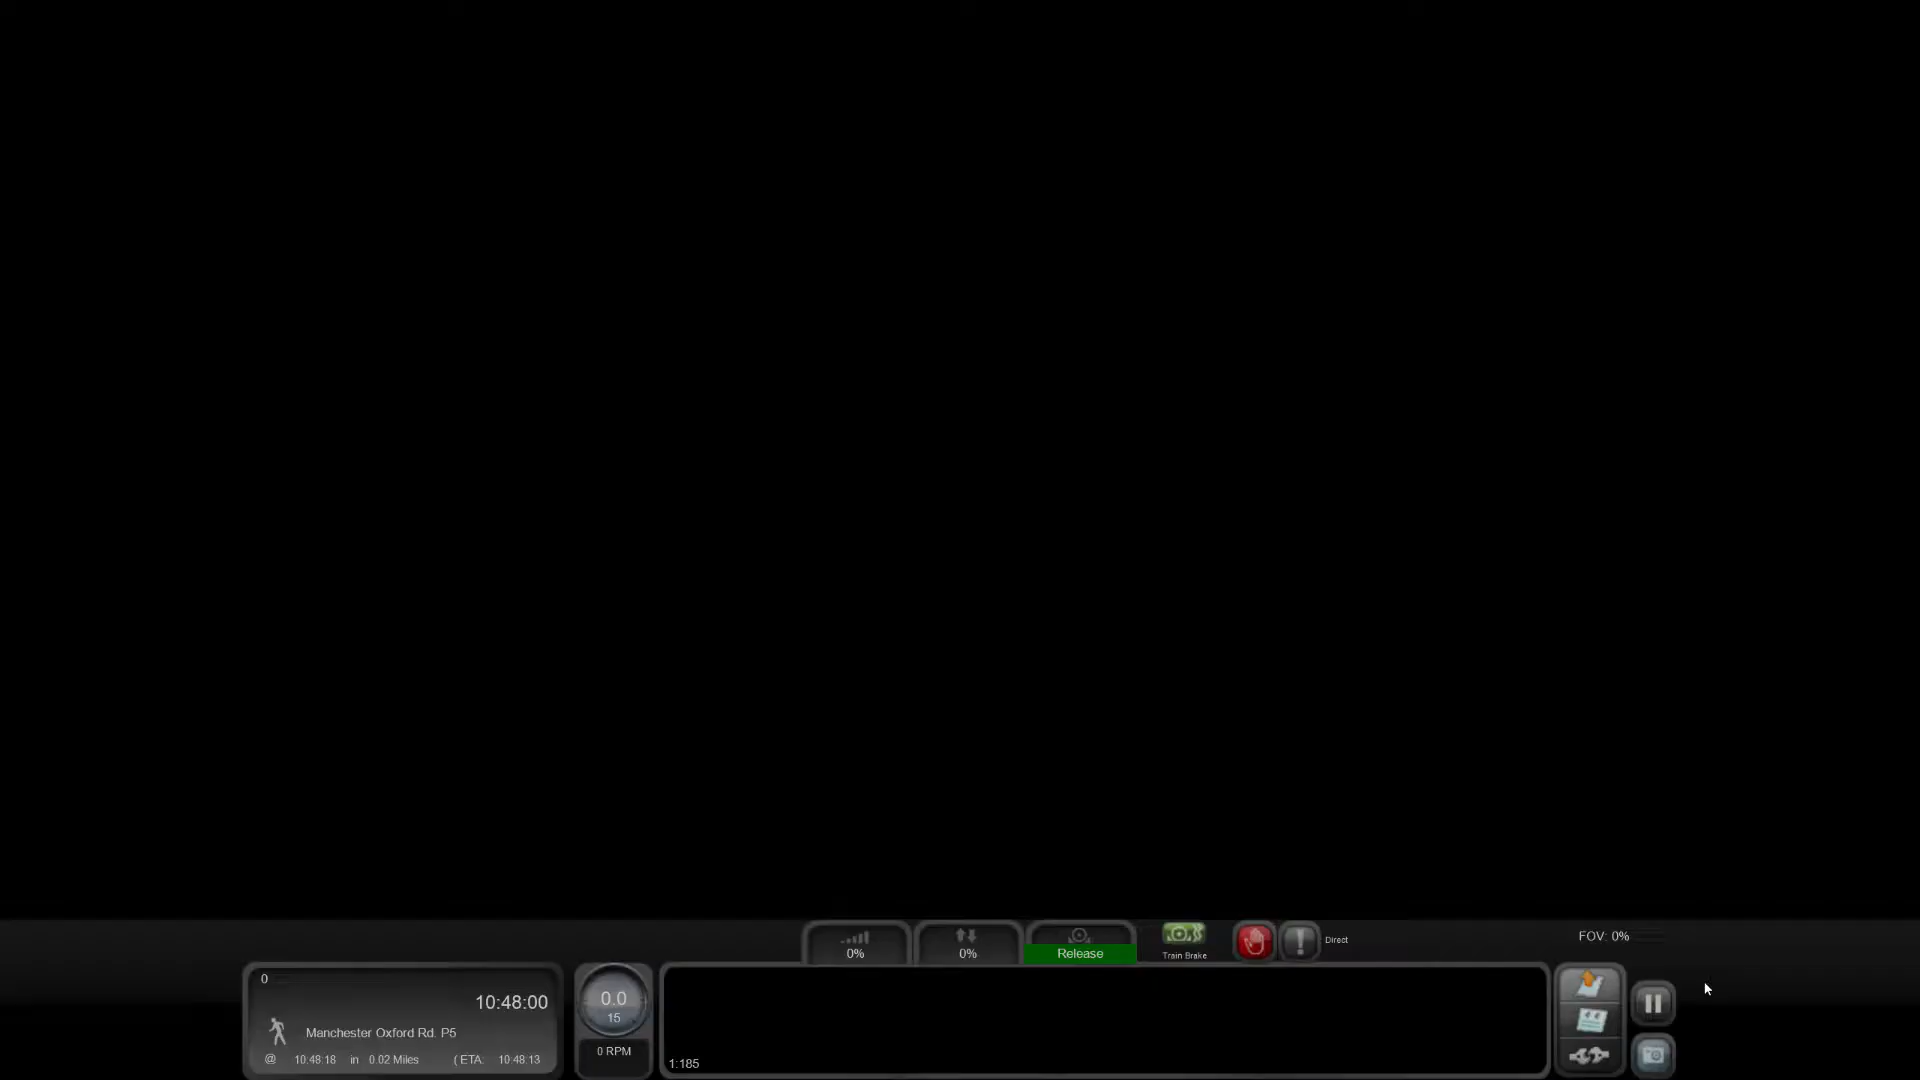 0% 0% Release Train Brake Direct FOV: 0%
0
10:48:00
Manchester Oxford Rd. P5
@ 10:48:18 in 0.02 Miles ( ETA: 10:48:13
0.0
15
0 RPM
1:185